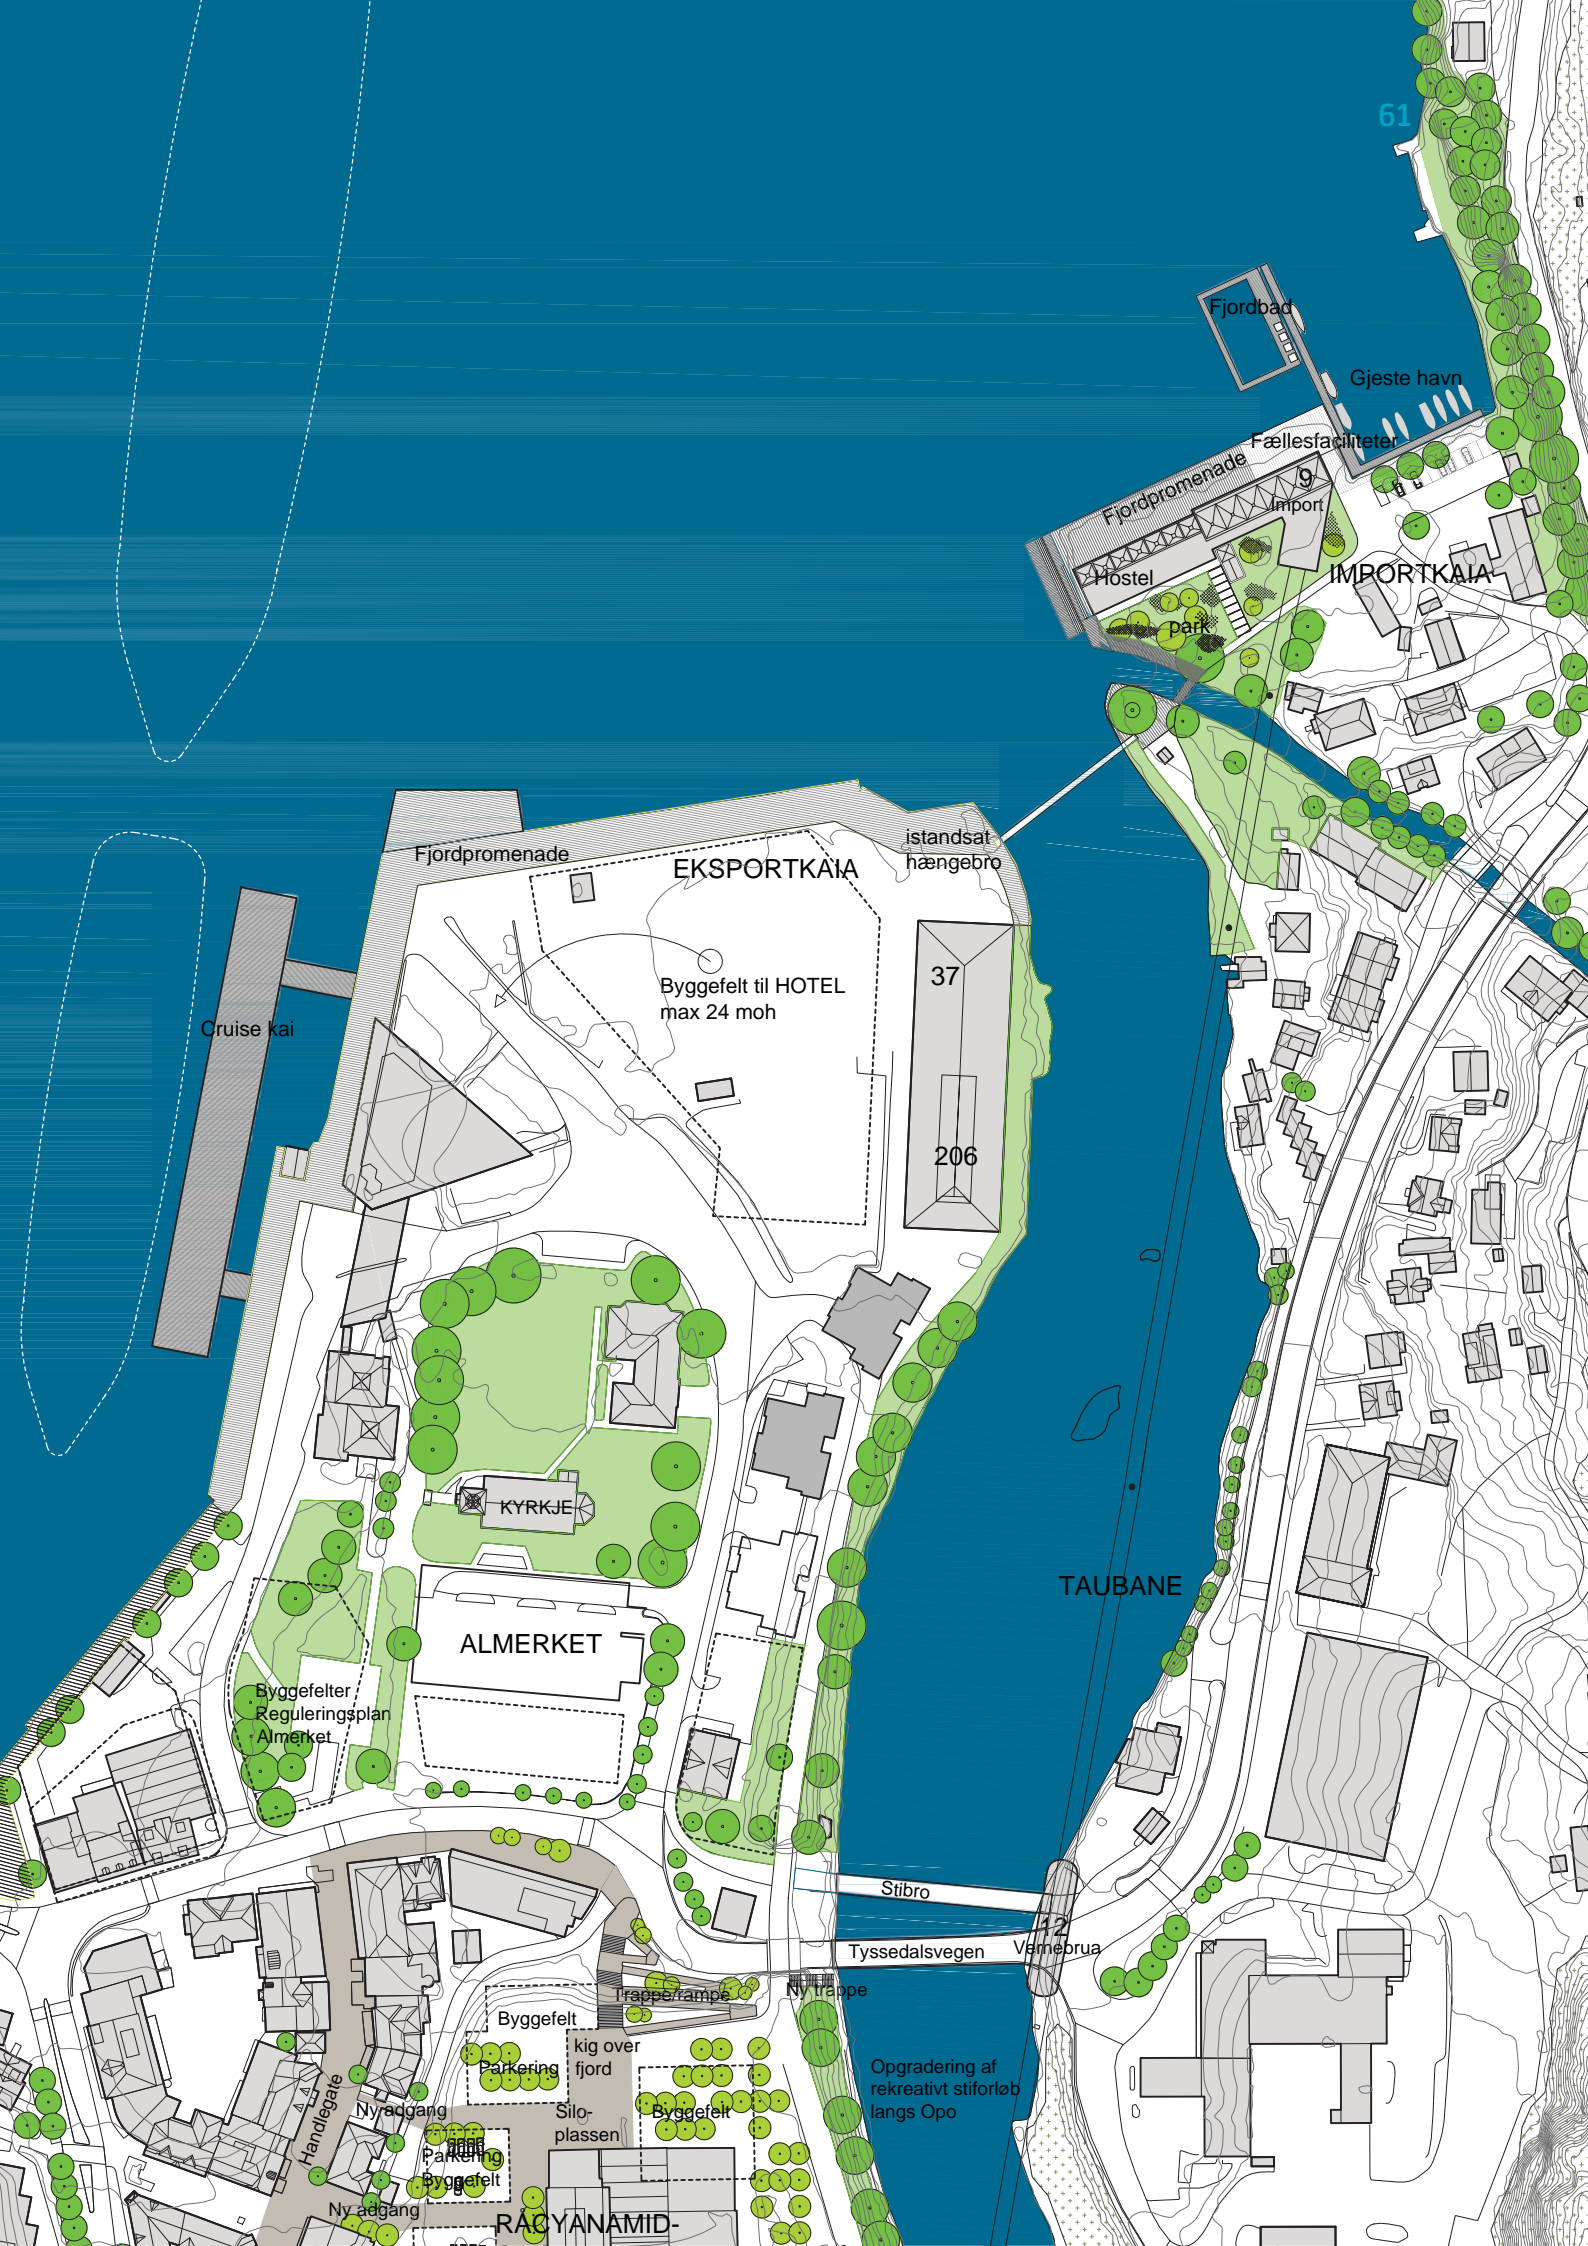 61
Fjordbad
Gjeste havn
Fællesfaciliteter
Fjordpromenade
9
Import
Hostel
IMPORTKAIA
park
istandsat
hængebro
Fjordpromenade
EKSPORTKAIA
37
Byggefelt til HOTEL
max 24 moh
Cruise kai
206
KYRKJE
TAUBANE
ALMERKET
Byggefelter
Reguleringsplan
Almerket
Stibro
12
Tyssedalsvegen
Vernebrua
Trappe/rampe
Ny trappe
Byggefelt
kig over
fjord
Parkering
Opgradering af
rekreativt stiforløb
langs Opo
Handlegate
Ny adgang
Silo-
plassen
Byggefelt
Parkering
Byggefelt
Ny adgang
RÅCYANAMID-